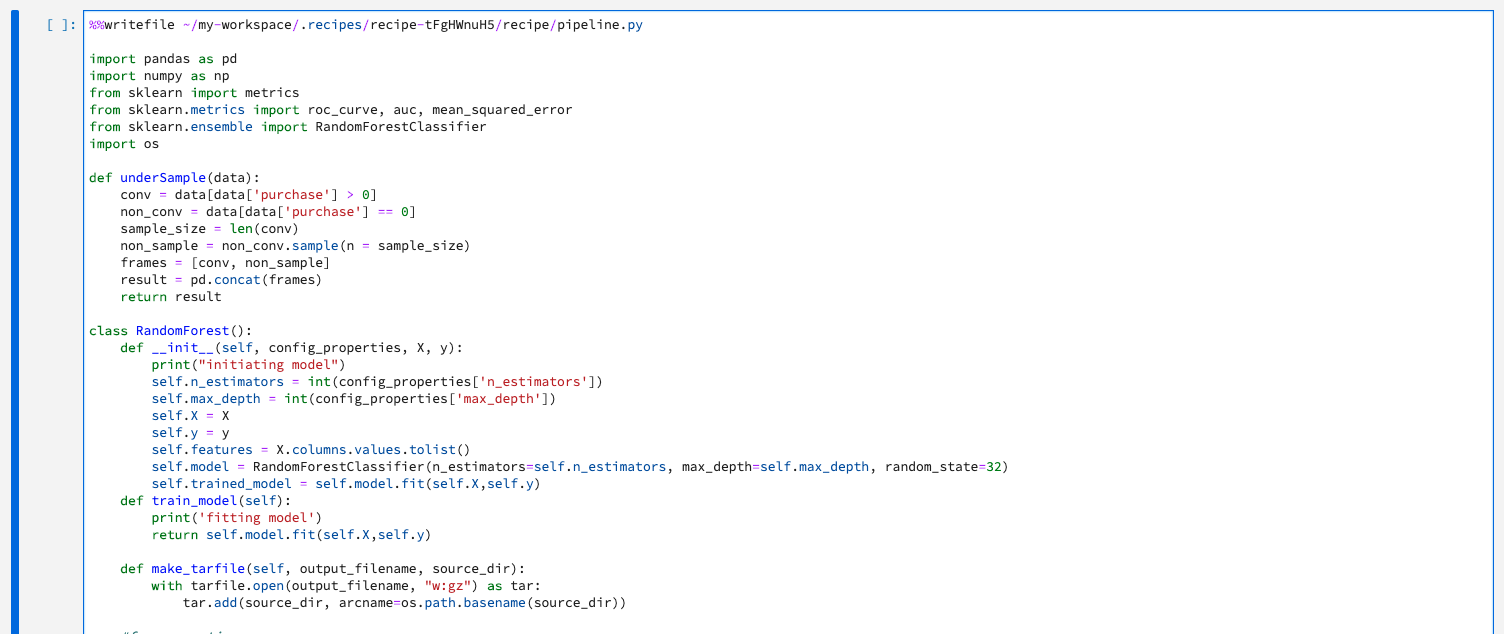 [ ]:
%%writefile ~/my-workspace/.recipes/recipe-tFgHWnuH5/recipe/pipeline.py

import pandas as pd
import numpy as np
from sklearn import metrics
from sklearn.metrics import roc_curve, auc, mean_squared_error
from sklearn.ensemble import RandomForestClassifier
import os

def underSample(data):
    conv = data[data['purchase'] > 0]
    non_conv = data[data['purchase'] == 0]
    sample_size = len(conv)
    non_sample = non_conv.sample(n = sample_size)
    frames = [conv, non_sample]
    result = pd.concat(frames)
    return result

class RandomForest():
    def __init__(self, config_properties, X, y):
        print("initiating model")
        self.n_estimators = int(config_properties['n_estimators'])
        self.max_depth = int(config_properties['max_depth'])
        self.X = X
        self.y = y
        self.features = X.columns.values.tolist()
        self.model = RandomForestClassifier(n_estimators=self.n_estimators, max_depth=self.max_depth, random_state=32)
        self.trained_model = self.model.fit(self.X,self.y)
    def train_model(self):
        print('fitting model')
        return self.model.fit(self.X,self.y)

    def make_tarfile(self, output_filename, source_dir):
        with tarfile.open(output_filename, "w:gz") as tar:
            tar.add(source_dir, arcname=os.path.basename(source_dir))